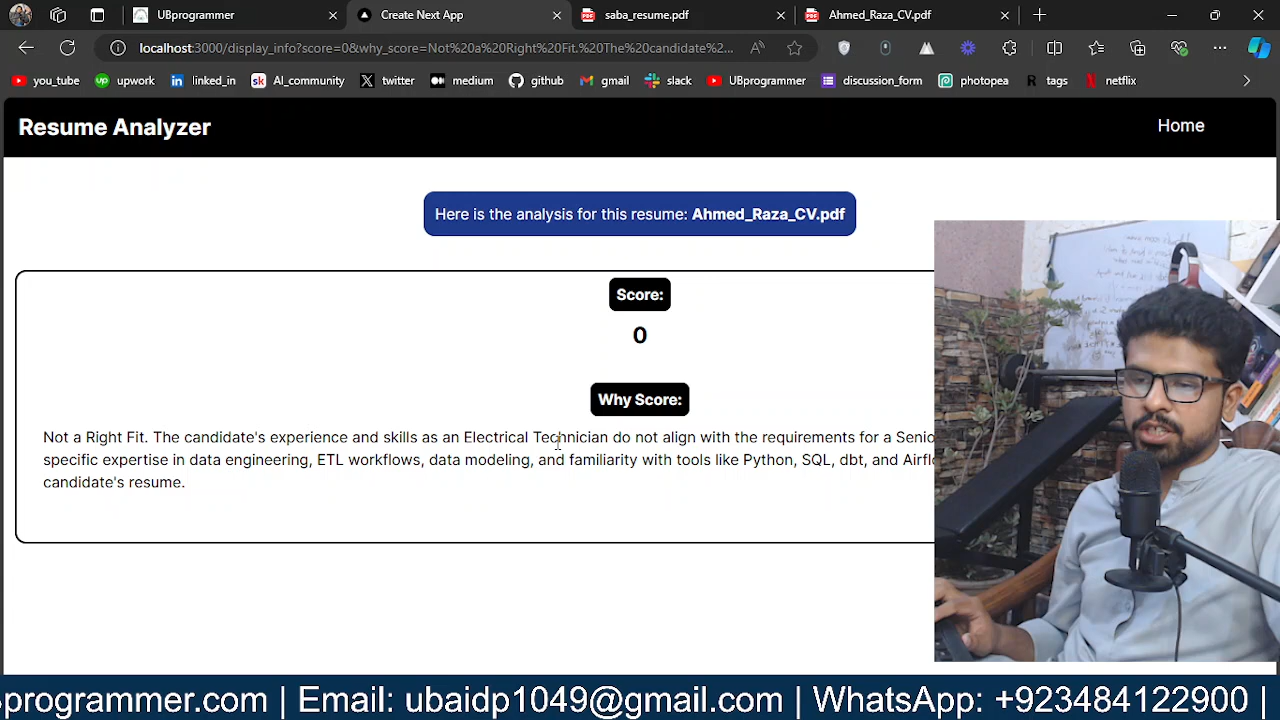 UBprogrammer
Create Next App
saba_resume.pdf
Ahmed_Raza_CV.pdf
localhost:3000/display_info?score=0&why_score=Not%20a%20Right%20Fit.%20The%20candidate%2...
you_tube
upwork
linked_in
AI_community
twitter
medium
github
gmail
slack
UBprogrammer
discussion_form
photopea
tags
netflix
Resume Analyzer
Home
Here is the analysis for this resume: Ahmed_Raza_CV.pdf
Score:
0
Why Score:
Not a Right Fit. The candidate's experience and skills as an Electrical Technician do not align with the requirements for a Senio
specific expertise in data engineering, ETL workflows, data modeling, and familiarity with tools like Python, SQL, dbt, and Airfl
candidate's resume.
programmer.com | Email: ubaidp1049@gmail.com | WhatsApp: +923484122900 |